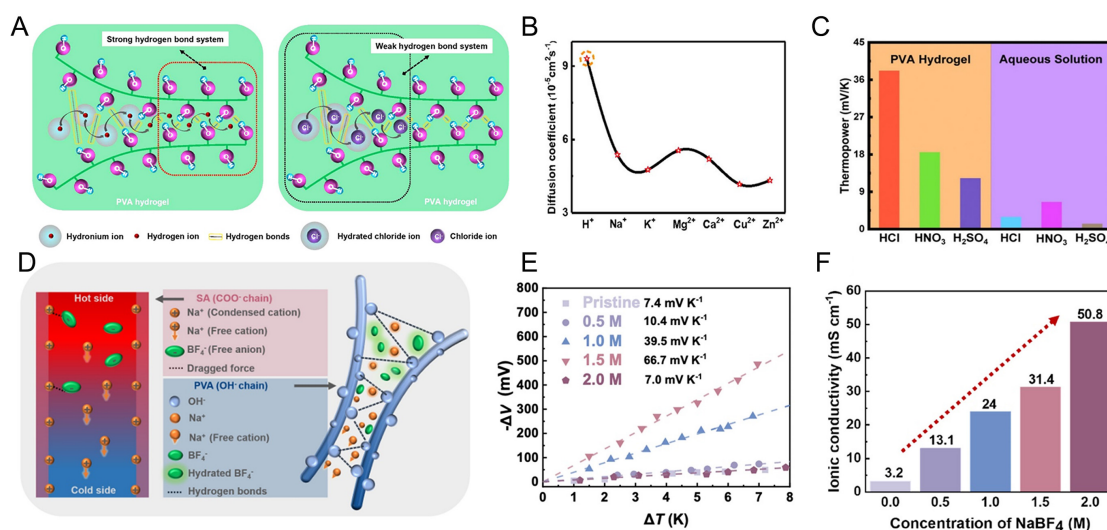 A
Strong hydrogen bond system
PVA hydrogel
Weak hydrogen bond system
PVA hydrogel
Hydronium ion
Hydrogen ion
Hydrogen bonds
Cl
Hydrated chloride ion
Cl
Chloride ion
B
Diffusion coefficient (10⁻⁵cm²s⁻¹)
9
6
3
H⁺ Na⁺ K⁺ Mg²⁺ Ca²⁺ Cu²⁺ Zn²⁺
C
Thermopower (mV/K)
45
36
27
18
9
0
PVA Hydrogel
Aqueous Solution
HCl HNO₃ H₂SO₄ HCl HNO₃ H₂SO₄
D
Hot side
Cold side
SA (COO⁻ chain)
Na⁺ (Condensed cation)
Na⁺ (Free cation)
BF₄⁻ (Free anion)
Dragged force
PVA (OH⁻ chain)
OH⁻
Na⁺
Na⁺ (Free cation)
BF₄⁻
Hydrated BF₄⁻
Hydrogen bonds
E
-ΔV (mV)
800
700
600
500
400
300
200
100
0
Pristine 7.4 mV K⁻¹
0.5 M 10.4 mV K⁻¹
1.0 M 39.5 mV K⁻¹
1.5 M 66.7 mV K⁻¹
2.0 M 7.0 mV K⁻¹
0 1 2 3 4 5 6 7 8
ΔT (K)
F
Ionic conductivity (mS cm⁻¹)
60
50
40
30
20
10
0
3.2
13.1
24
31.4
50.8
0.0 0.5 1.0 1.5 2.0
Concentration of NaBF₄ (M)